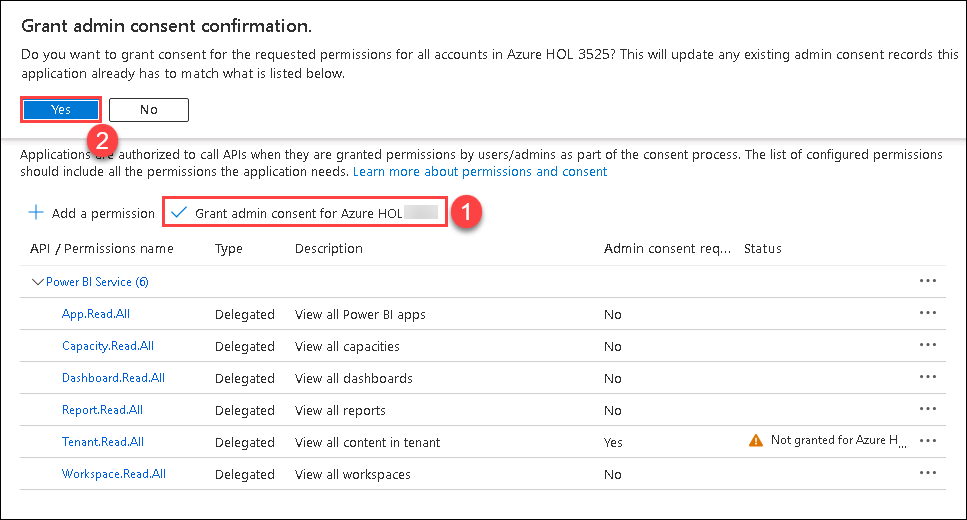 Grant admin consent confirmation.
Do you want to grant consent for the requested permissions for all accounts in Azure HOL 3525? This will update any existing admin consent records this
application already has to match what is listed below.
Yes No
2
Applications are authorized to call APIs when they are granted permissions by users/admins as part of the consent process. The list of configured permissions
should include all the permissions the application needs. Learn more about permissions and consent
Add a permission Grant admin consent for Azure HOL 1
API / Permissions name Type Description Admin consent req... Status
Power BI Service (6) ...
App.Read.All Delegated View all Power BI apps No ...
Capacity.Read.All Delegated View all capacities No ...
Dashboard.Read.All Delegated View all dashboards No ...
Report.Read.All Delegated View all reports No ...
Tenant.Read.All Delegated View all content in tenant Yes Not granted for Azure H... ...
Workspace.Read.All Delegated View all workspaces No ...